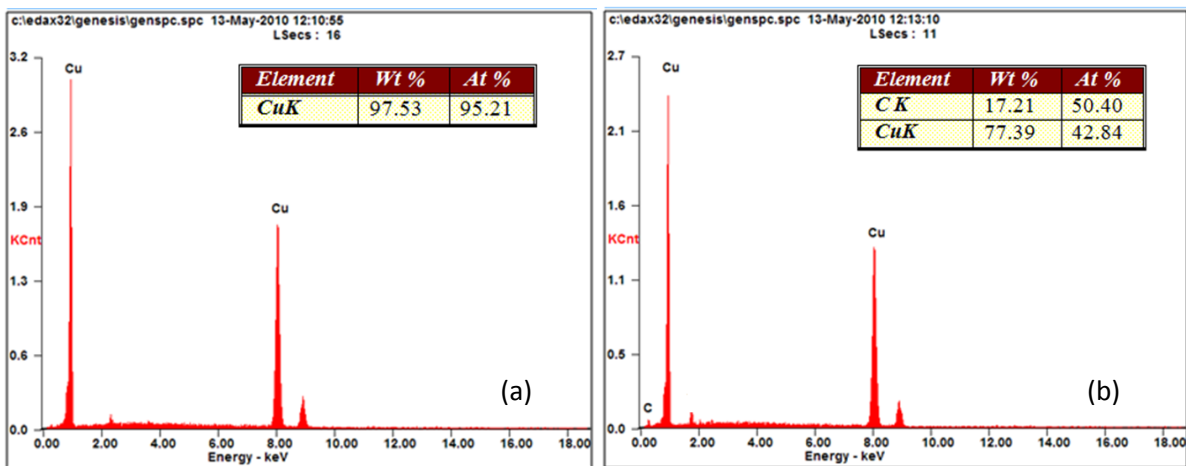 c:\edax32\genesis\genspc.spc 13-May-2010 12:10:55
LSecs : 16
3.2
2.6
1.9
KCnt
1.3
0.6
0.0
Cu
Cu
Element Wt % At %
CuK 97.53 95.21
(a)
0.00 2.00 4.00 6.00 8.00 10.00 12.00 14.00 16.00 18.00
Energy - keV
c:\edax32\genesis\genspc.spc 13-May-2010 12:13:10
LSecs : 11
2.7
2.1
1.6
KCnt
1.1
0.5
0.0
Cu
C
Cu
Element Wt % At %
C K 17.21 50.40
CuK 77.39 42.84
(b)
0.00 2.00 4.00 6.00 8.00 10.00 12.00 14.00 16.00 18.00
Energy - keV